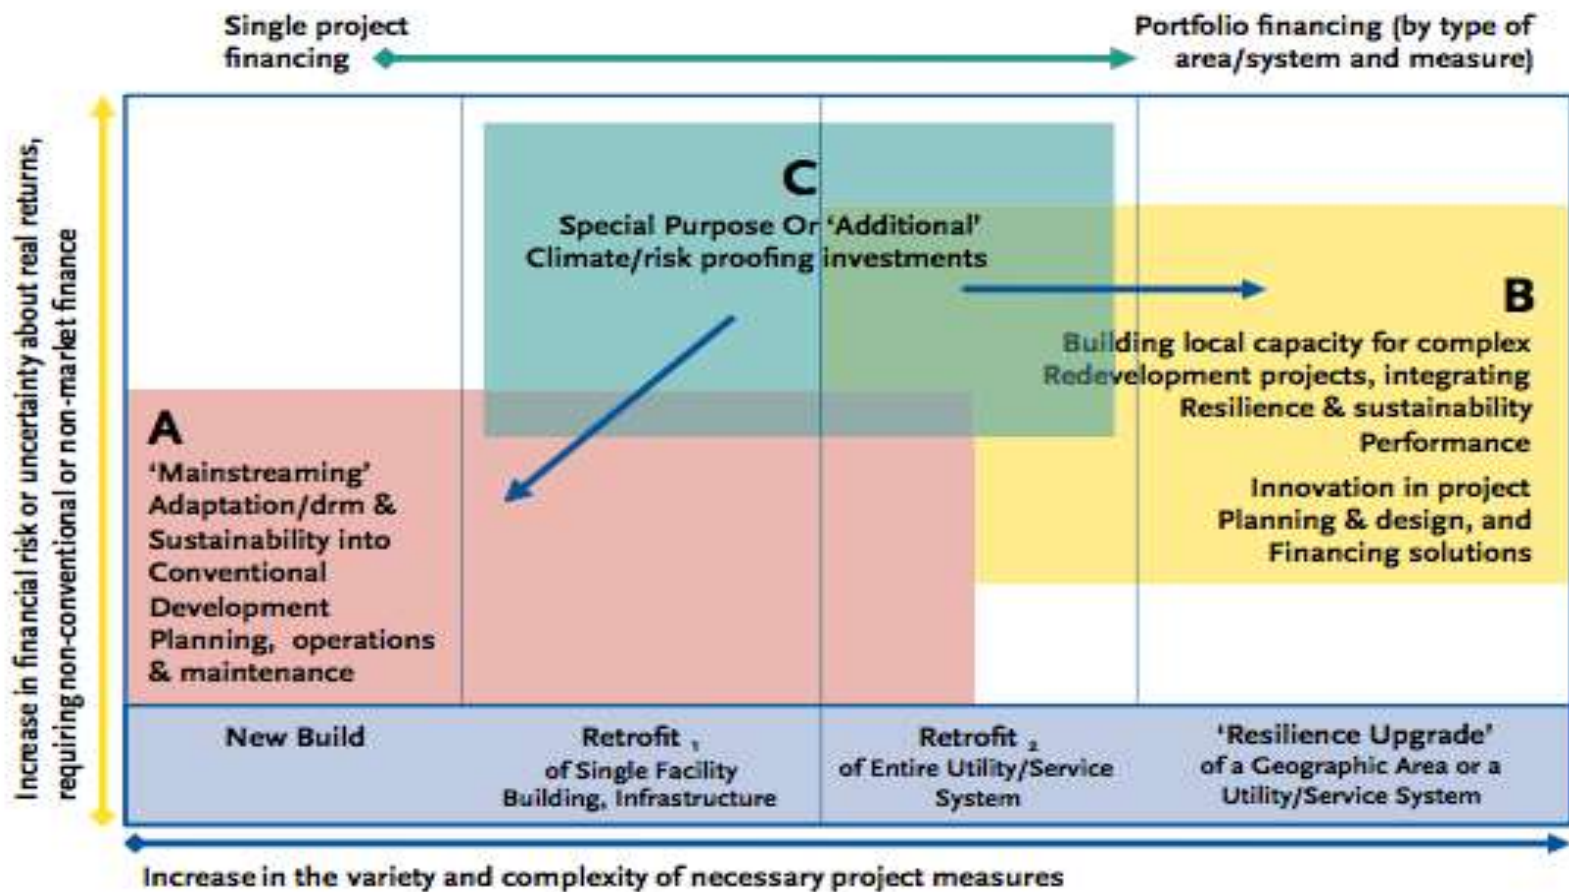 Single project
financing
Portfolio financing (by type of
area/system and measure)
Increase in financial risk or uncertainty about real returns,
requiring non-conventional or non-market finance
C
Special Purpose Or ‘Additional’
Climate/risk proofing investments
B
Building local capacity for complex
Redevelopment projects, integrating
Resilience & sustainability
Performance
Innovation in project
Planning & design, and
Financing solutions
A
‘Mainstreaming’
Adaptation/drm &
Sustainability into
Conventional
Development
Planning, operations
& maintenance
New Build
Retrofit 1
of Single Facility
Building, Infrastructure
Retrofit 2
of Entire Utility/Service
System
‘Resilience Upgrade’
of a Geographic Area or a
Utility/Service System
Increase in the variety and complexity of necessary project measures